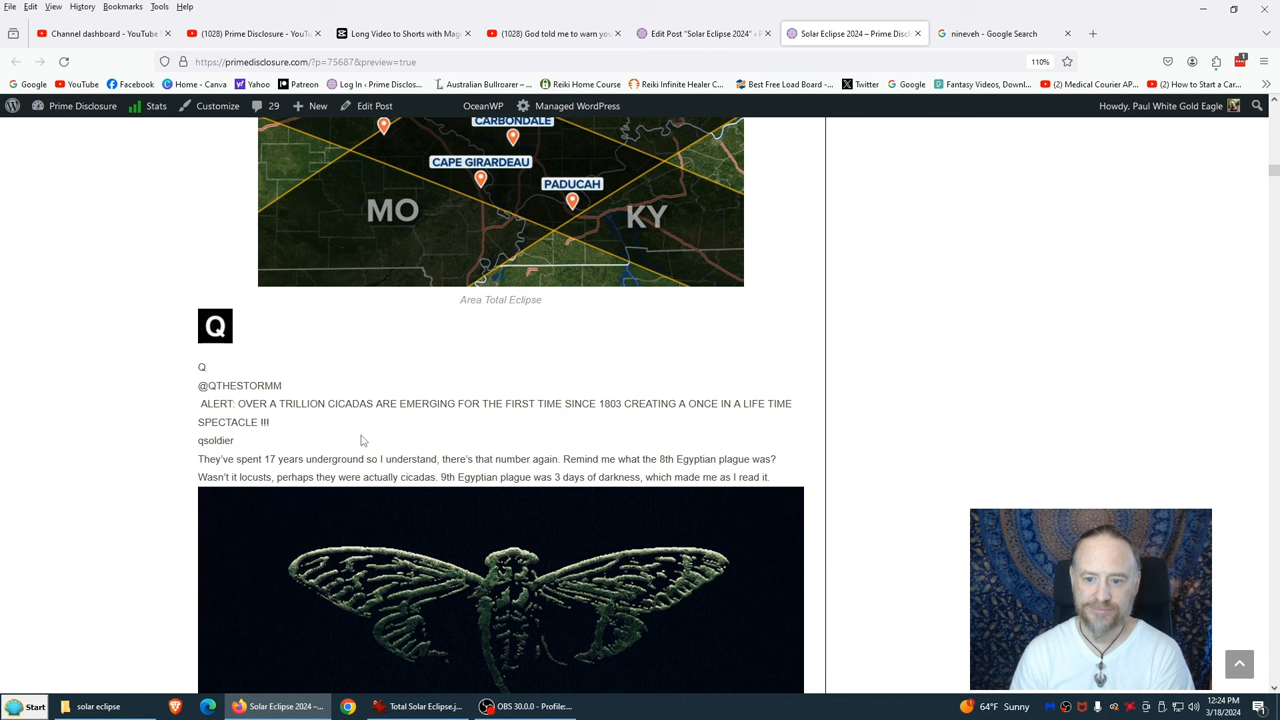 File Edit View History Bookmarks Tools Help
Channel dashboard - YouTube
(1028) Prime Disclosure - YouTu
Long Video to Shorts with Mag
(1028) God told me to warn you
Edit Post "Solar Eclipse 2024" ‹ P
Solar Eclipse 2024 – Prime Discl
nineveh - Google Search
https://primedisclosure.com/?p=75687&preview=true
110%
1
Google YouTube Facebook Home - Canva Yahoo Patreon Log In ‹ Prime Disclos... Australian Bullroarer –... Reiki Home Course Reiki Infinite Healer C... Best Free Load Board -... Twitter Google Fantasy Videos, Downl... (2) Medical Courier AP... (2) How to Start a Car...
Prime Disclosure Stats Customize 29 New Edit Post OceanWP Managed WordPress Howdy, Paul White Gold Eagle
CARBONDALE
CAPE GIRARDEAU
PADUCAH
MO
KY
Area Total Eclipse
Q
Q
@QTHESTORMM
ALERT: OVER A TRILLION CICADAS ARE EMERGING FOR THE FIRST TIME SINCE 1803 CREATING A ONCE IN A LIFE TIME
SPECTACLE !!!
qsoldier
They've spent 17 years underground so I understand, there's that number again. Remind me what the 8th Egyptian plague was?
Wasn't it locusts, perhaps they were actually cicadas. 9th Egyptian plague was 3 days of darkness, which made me as I read it.
Start solar eclipse Solar Eclipse 2024 –... Total Solar Eclipse.j... OBS 30.0.0 - Profile:... 64°F Sunny
12:24 PM
3/18/2024
1